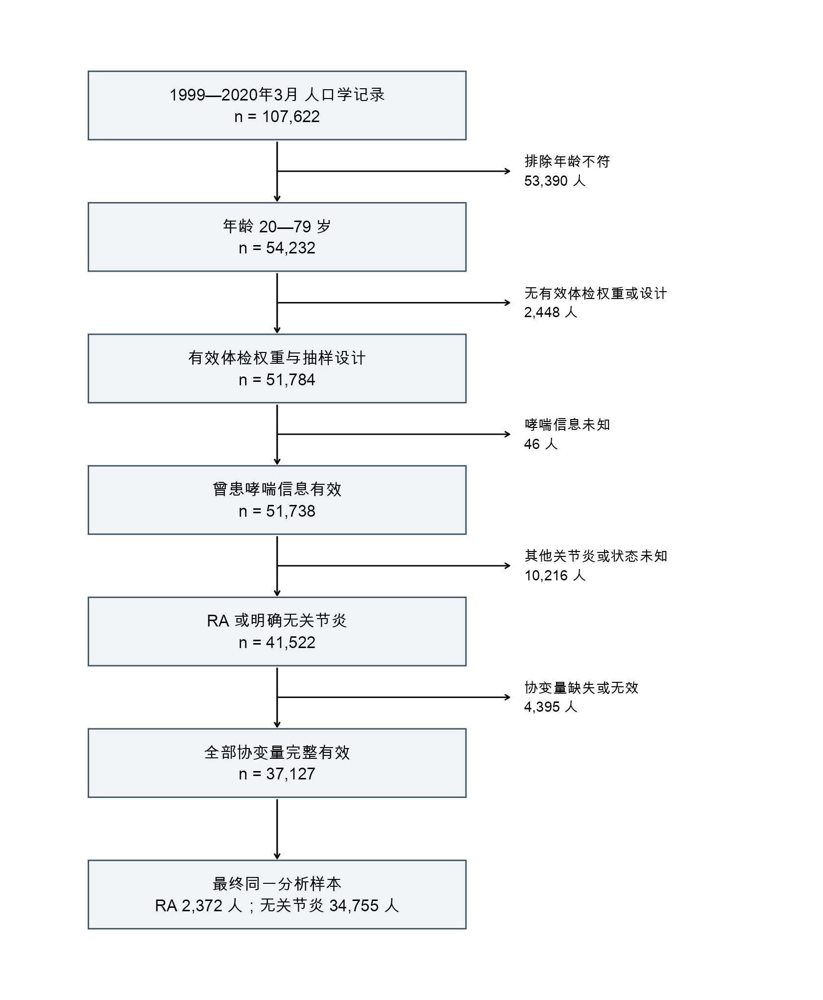 1999—2020年3月 人口学记录
n = 107,622
排除年龄不符
53,390 人
年龄 20—79 岁
n = 54,232
无有效体检权重或设计
2,448 人
有效体检权重与抽样设计
n = 51,784
哮喘信息未知
46 人
曾患哮喘信息有效
n = 51,738
其他关节炎或状态未知
10,216 人
RA 或明确无关节炎
n = 41,522
协变量缺失或无效
4,395 人
全部协变量完整有效
n = 37,127
最终同一分析样本
RA 2,372 人；无关节炎 34,755 人